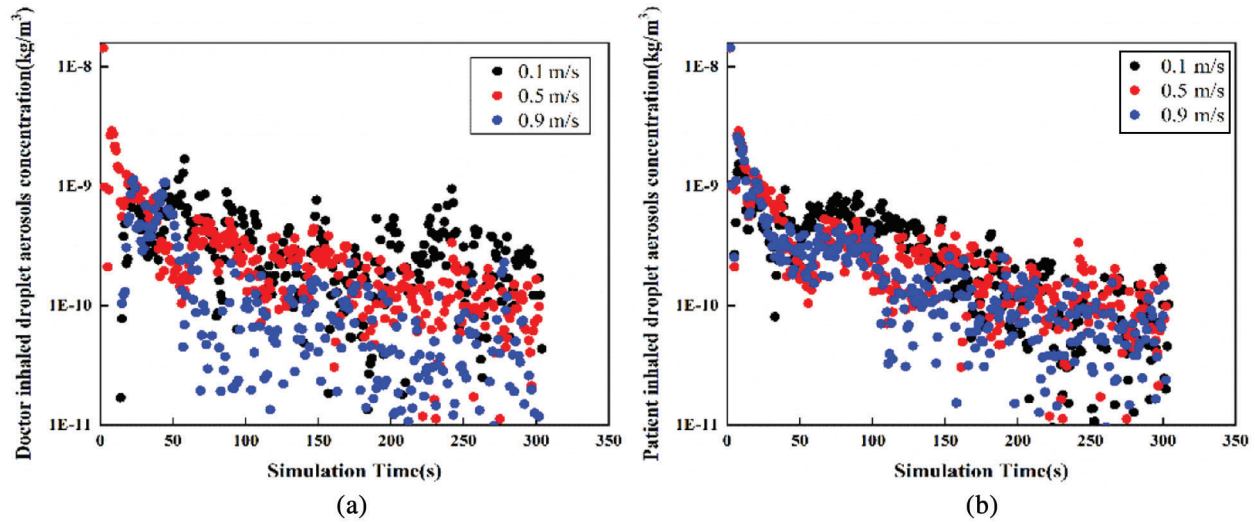 Doctor inhaled droplet aerosols concentration(kg/m³)
1E-8
1E-9
1E-10
1E-11
0.1 m/s
0.5 m/s
0.9 m/s
0 50 100 150 200 250 300 350
Simulation Time(s)
(a)
Patient inhaled droplet aerosols concentration(kg/m³)
1E-8
1E-9
1E-10
1E-11
0.1 m/s
0.5 m/s
0.9 m/s
0 50 100 150 200 250 300 350
Simulation Time(s)
(b)